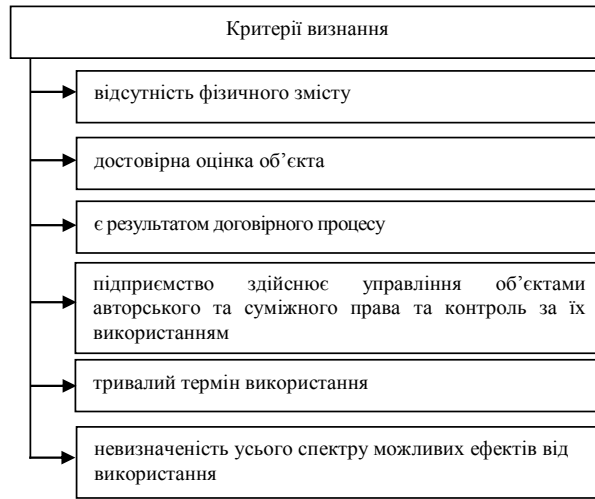 Критерії визнання
відсутність фізичного змісту
достовірна оцінка об’єкта
є результатом договірного процесу
підприємство здійснює управління об’єктами
авторського та суміжного права та контроль за їх
використанням
тривалий термін використання
невизначеність усього спектру можливих ефектів від
використання